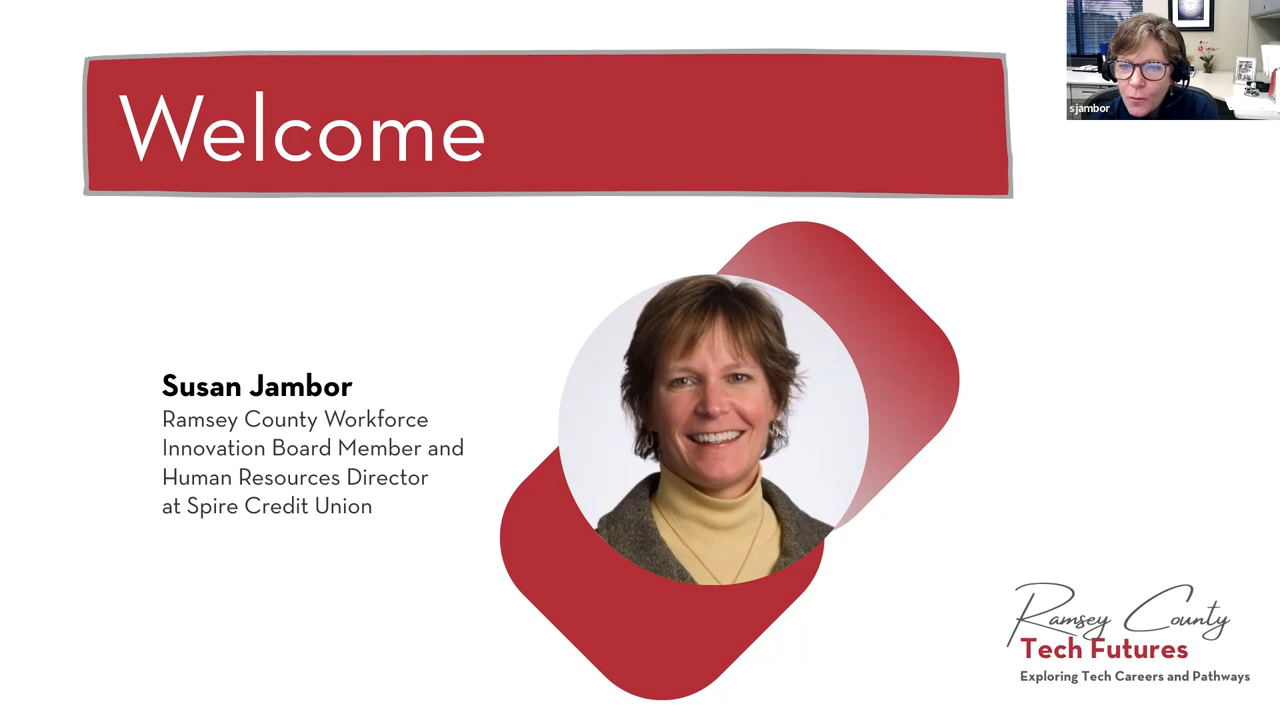 Welcome
sjambor
Susan Jambor
Ramsey County Workforce
Innovation Board Member and
Human Resources Director
at Spire Credit Union
Ramsey County
Tech Futures
Exploring Tech Careers and Pathways